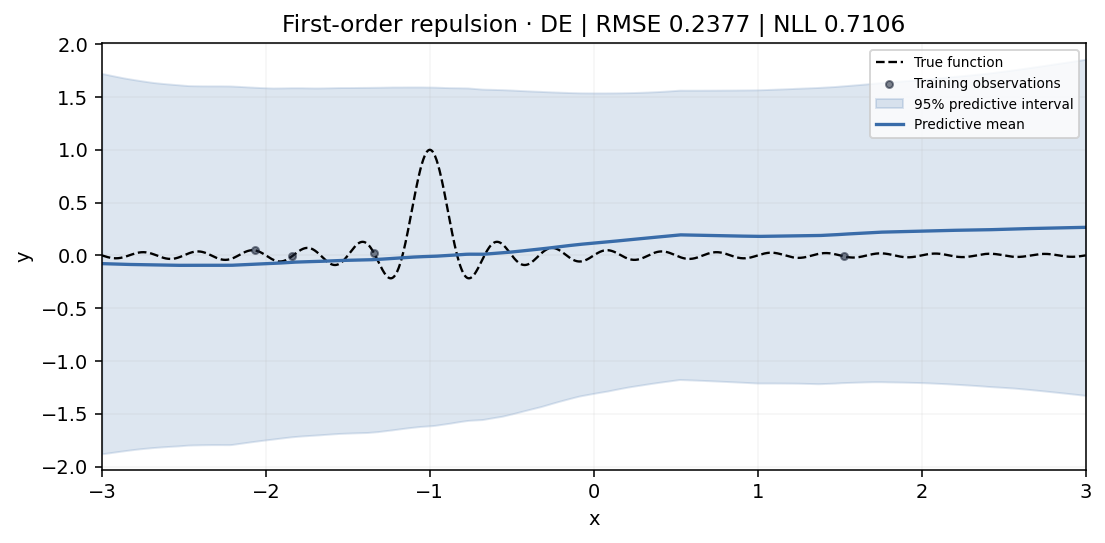 First-order repulsion · DE | RMSE 0.2377 | NLL 0.7106
True function
Training observations
95% predictive interval
Predictive mean
2.0
1.5
1.0
0.5
0.0
−0.5
−1.0
−1.5
−2.0
y
−3
−2
−1
0
1
2
3
x